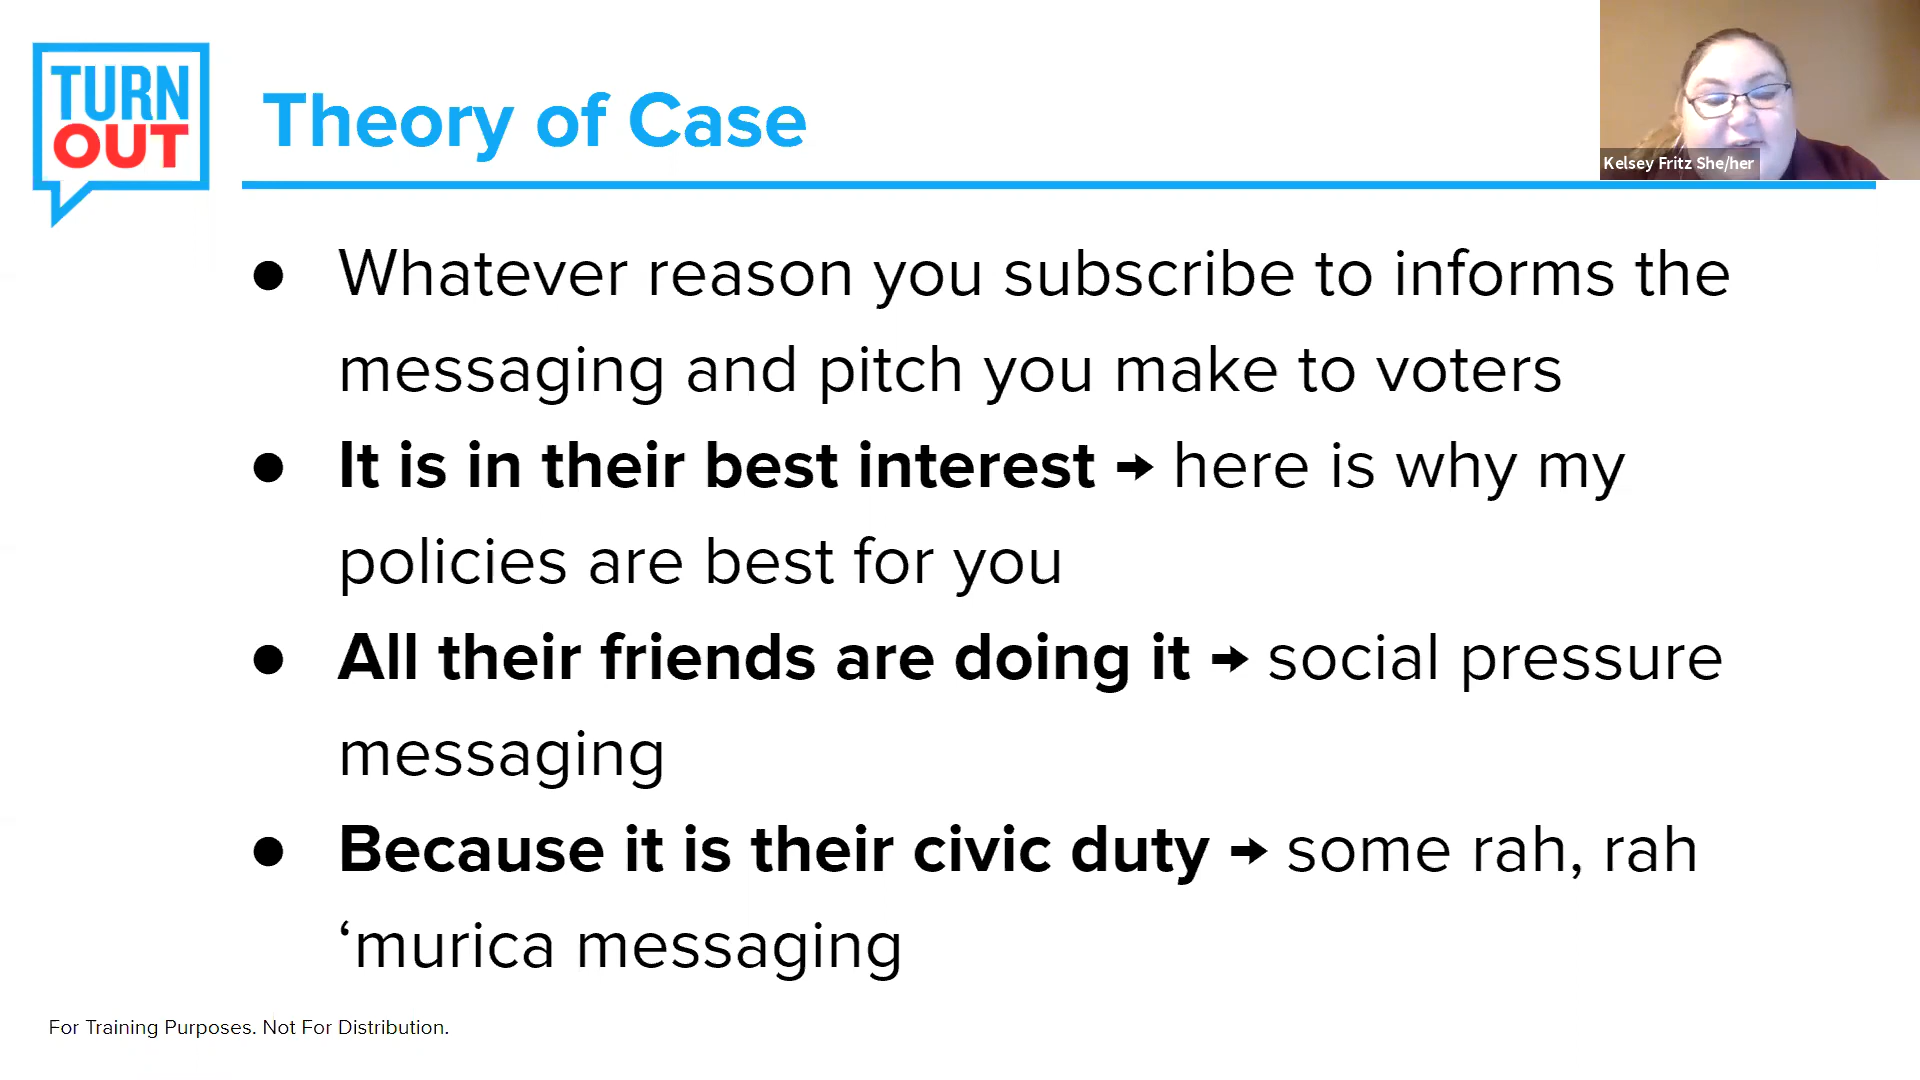 TURN
OUT
Theory of Case
Kelsey Fritz She/her
● Whatever reason you subscribe to informs the
messaging and pitch you make to voters
● It is in their best interest → here is why my
policies are best for you
● All their friends are doing it → social pressure
messaging
● Because it is their civic duty → some rah, rah
‘murica messaging
For Training Purposes. Not For Distribution.